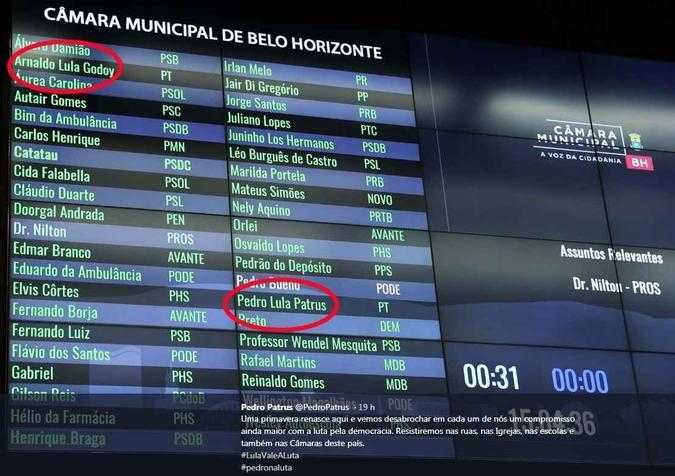 CÂMARA MUNICIPAL DE BELO HORIZONTE
Álvaro Damião PSB
Arnaldo Lula Godoy PT
Áurea Carolina PSOL
Autair Gomes PSC
Bim da Ambulância PSDB
Carlos Henrique PMN
Catatau PSDC
Cida Falabella PSOL
Cláudio Duarte PSL
Doorgal Andrada PEN
Dr. Nilton PROS
Edmar Branco AVANTE
Eduardo da Ambulância PODE
Elvis Côrtes PHS
Fernando Borja AVANTE
Fernando Luiz PSB
Flávio dos Santos PODE
Gabriel PHS
Gilson Reis PCdoB
Hélio da Farmácia PHS
Henrique Braga PSDB
Irlan Melo PR
Jair Di Gregório PP
Jorge Santos PRB
Juliano Lopes PTC
Juninho Los Hermanos PSDB
Léo Burguês de Castro PSL
Marilda Portela PRB
Mateus Simões NOVO
Nely Aquino PRTB
Orlei AVANTE
Osvaldo Lopes PHS
Pedrão do Depósito PPS
Pedro Bueno PODE
Pedro Lula Patrus PT
Preto DEM
Professor Wendel Mesquita PSB
Rafael Martins MDB
Reinaldo Gomes MDB
Wellington Magalhães
CÂMARA
MUNICIPAL
A VOZ DA CIDADANIA BH
Assuntos Relevantes
Dr. Nilton - PROS
00:31 00:00
15:04:36
Pedro Patrus @PedroPatrus · 19 h
Uma primavera renasce aqui e vemos desabrochar em cada um de nós um compromisso
ainda maior com a luta pela democracia. Resistiremos nas ruas, nas Igrejas, nas escolas e
também nas Câmaras deste país.
#LulaValeALuta
#pedronaluta